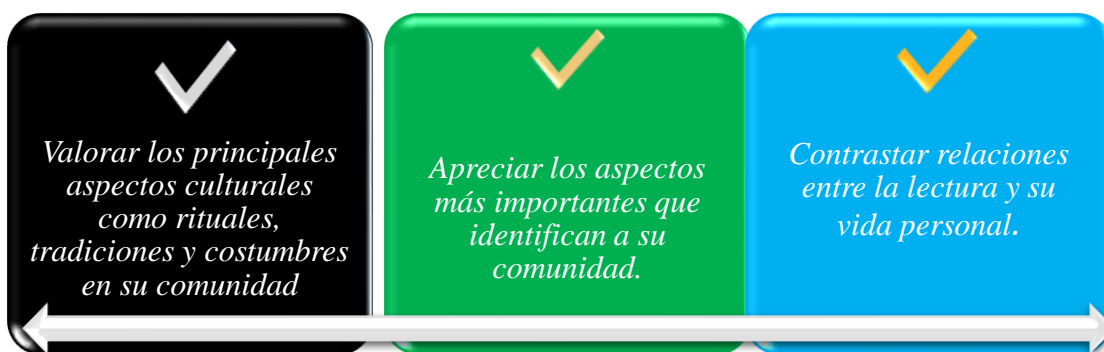 Valorar los principales
aspectos culturales
como rituales,
tradiciones y costumbres
en su comunidad
Apreciar los aspectos
más importantes que
identifican a su
comunidad.
Contrastar relaciones
entre la lectura y su
vida personal.